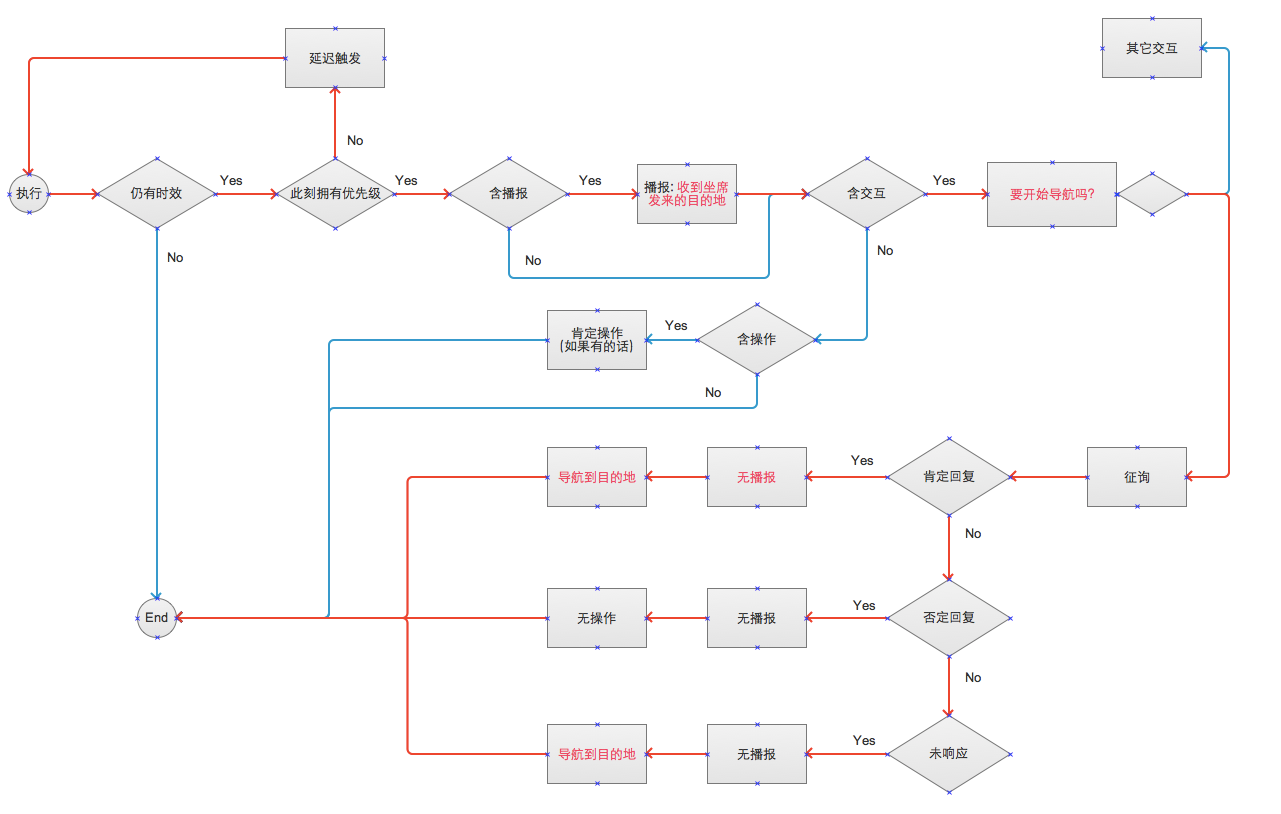 延迟触发
其它交互
No
执行
仍有时效
Yes
此刻拥有优先级
Yes
含播报
Yes
播报: 收到坐席
发来的目的地
含交互
Yes
要开始导航吗?
No
No
No
肯定操作
(如果有的话)
Yes
含操作
No
导航到目的地
无播报
Yes
肯定回复
征询
No
End
无操作
无播报
Yes
否定回复
No
导航到目的地
无播报
Yes
未响应